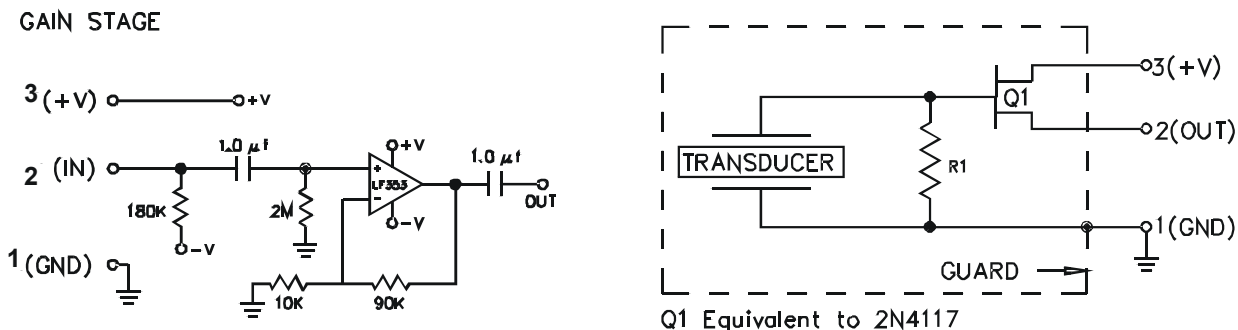 GAIN STAGE
3 (+V)
+V
2 (IN)
1.0 µf
+V
1.0 µf
+
LF353
-
OUT
180K
2M
-V
-V
1 (GND)
10K
90K
3(+V)
Q1
2(OUT)
TRANSDUCER
R1
1(GND)
GUARD
Q1 Equivalent to 2N4117